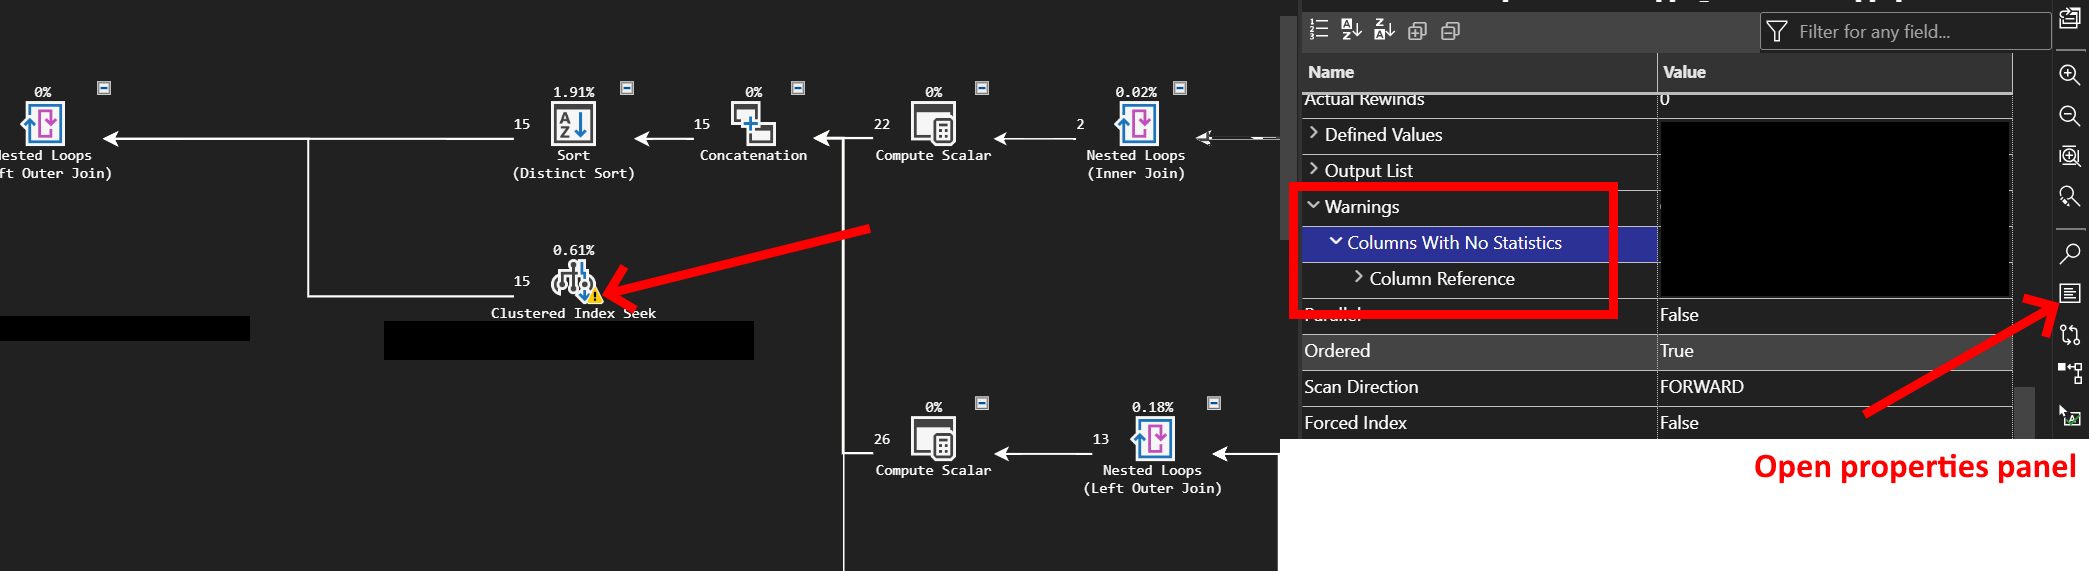 0%
Nested Loops
ft Outer Join)
1.91%
15
Sort
(Distinct Sort)
0%
15
Concatenation
0%
22
Compute Scalar
0.02%
2
Nested Loops
(Inner Join)
0.61%
15
Clustered Index Seek
0%
26
Compute Scalar
0.18%
13
Nested Loops
(Left Outer Join)
Filter for any field...
Name Value
Actual Rewinds 0
Defined Values
Output List
Warnings
Columns With No Statistics
Column Reference
Parallel False
Ordered True
Scan Direction FORWARD
Forced Index False
Open properties panel